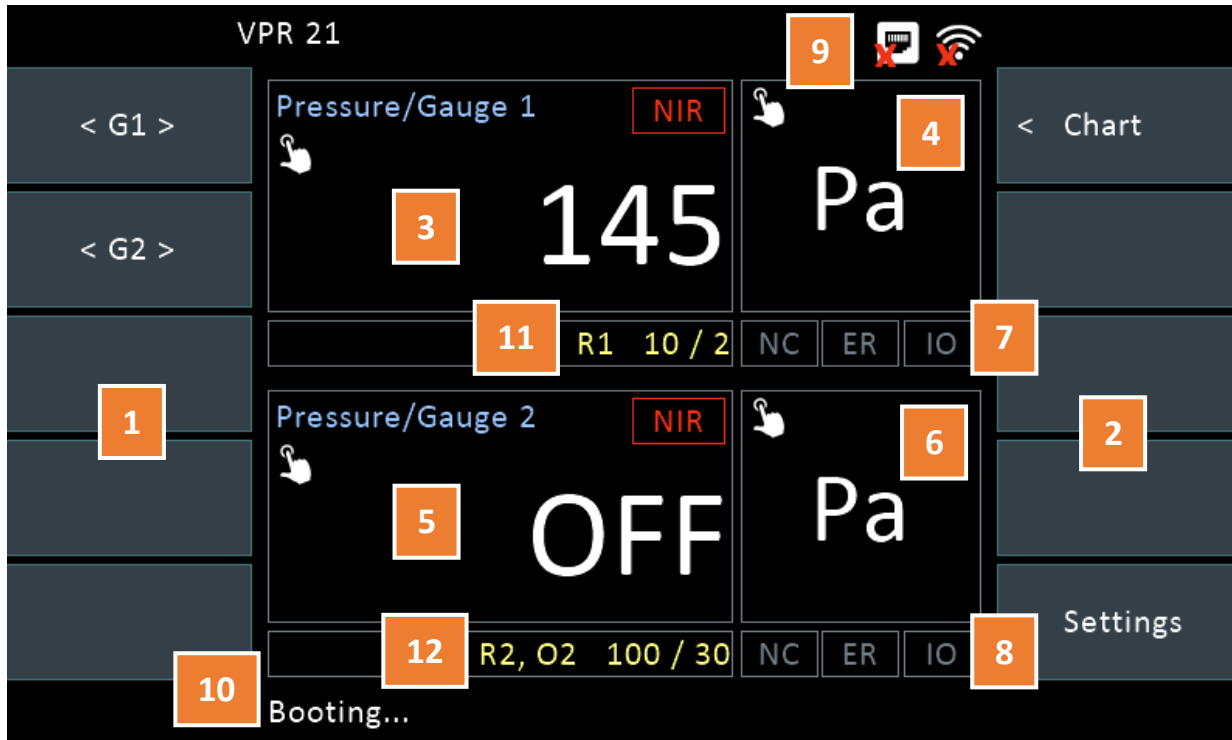 VPR 21
9
< G1 >
Pressure/Gauge 1 NIR
4
< Chart
3
145
Pa
< G2 >
11
R1 10 / 2
NC ER IO
7
1
Pressure/Gauge 2 NIR
6
2
5
OFF
Pa
12
R2, O2 100 / 30
NC ER IO
8
Settings
10
Booting...